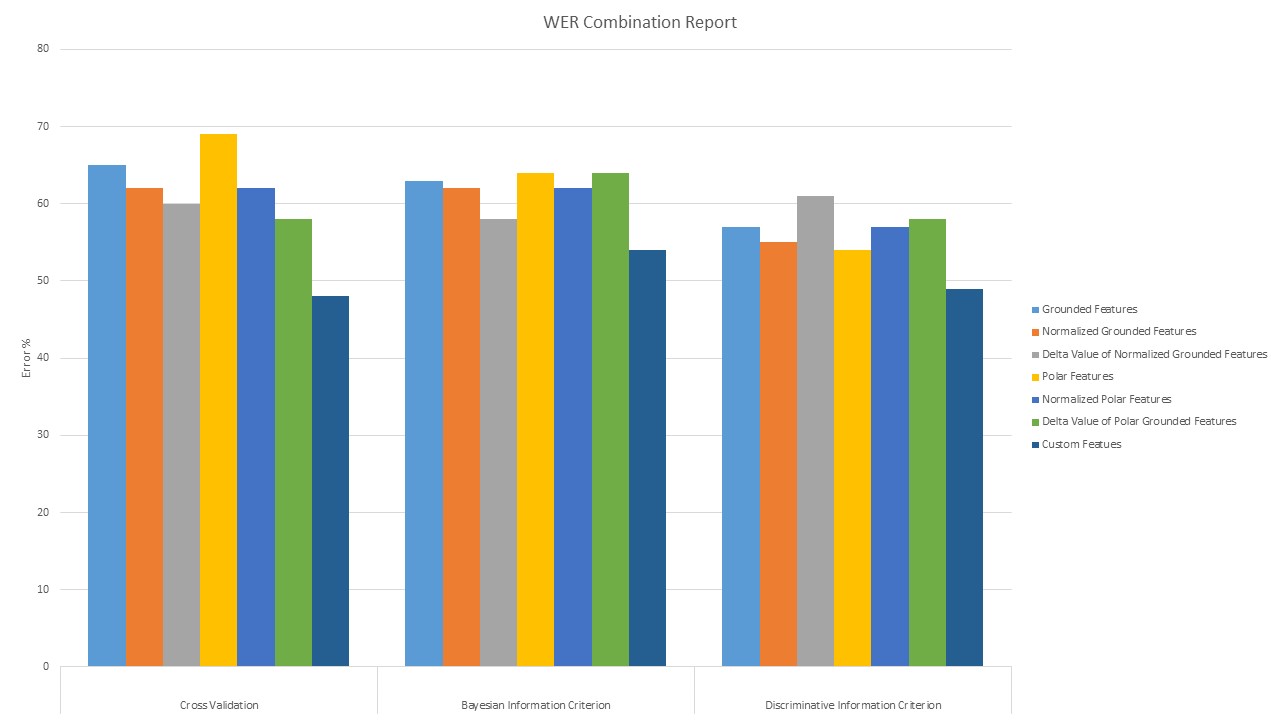 WER Combination Report
80
70
60
50
40
30
20
10
0
Error %
Cross Validation
Bayesian Information Criterion
Discriminative Information Criterion
Grounded Features
Normalized Grounded Features
Delta Value of Normalized Grounded Features
Polar Features
Normalized Polar Features
Delta Value of Polar Grounded Features
Custom Featues